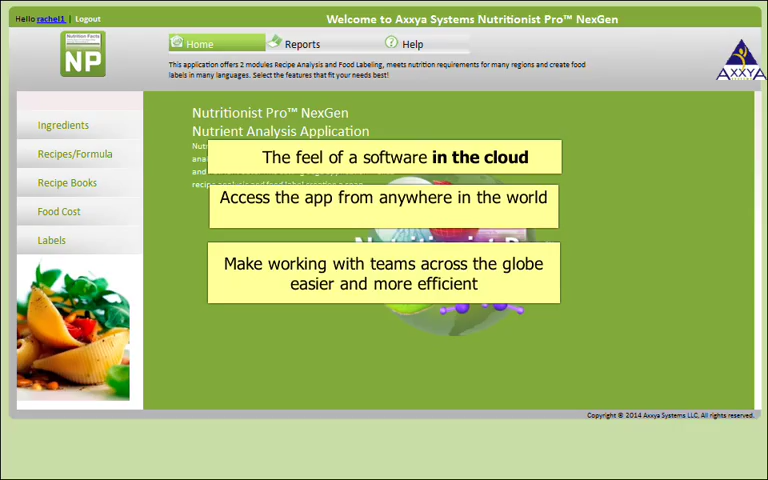 Hello rachel1 | Logout
Welcome to Axxya Systems Nutritionist Pro™ NexGen
Nutrition Facts
NP
Home
Reports
Help
This application offers 2 modules Recipe Analysis and Food Labeling, meets nutrition requirements for many regions and create food
labels in many languages. Select the features that fit your needs best!
AXXYA
Ingredients
Recipes/Formula
Recipe Books
Food Cost
Labels
Nutritionist Pro™ NexGen
Nutrient Analysis Application
The feel of a software in the cloud
Access the app from anywhere in the world
Make working with teams across the globe
easier and more efficient
Copyright © 2014 Axxya Systems LLC, All rights reserved.